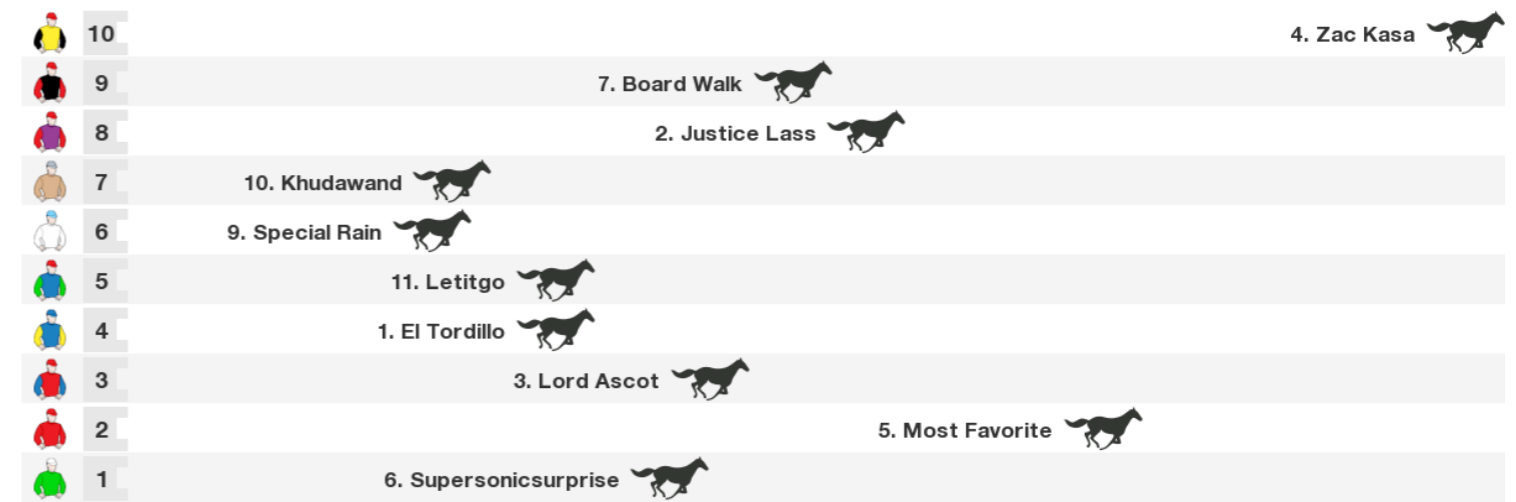 10 4. Zac Kasa
9 7. Board Walk
8 2. Justice Lass
7 10. Khudawand
6 9. Special Rain
5 11. Letitgo
4 1. El Tordillo
3 3. Lord Ascot
2 5. Most Favorite
1 6. Supersonicsurprise